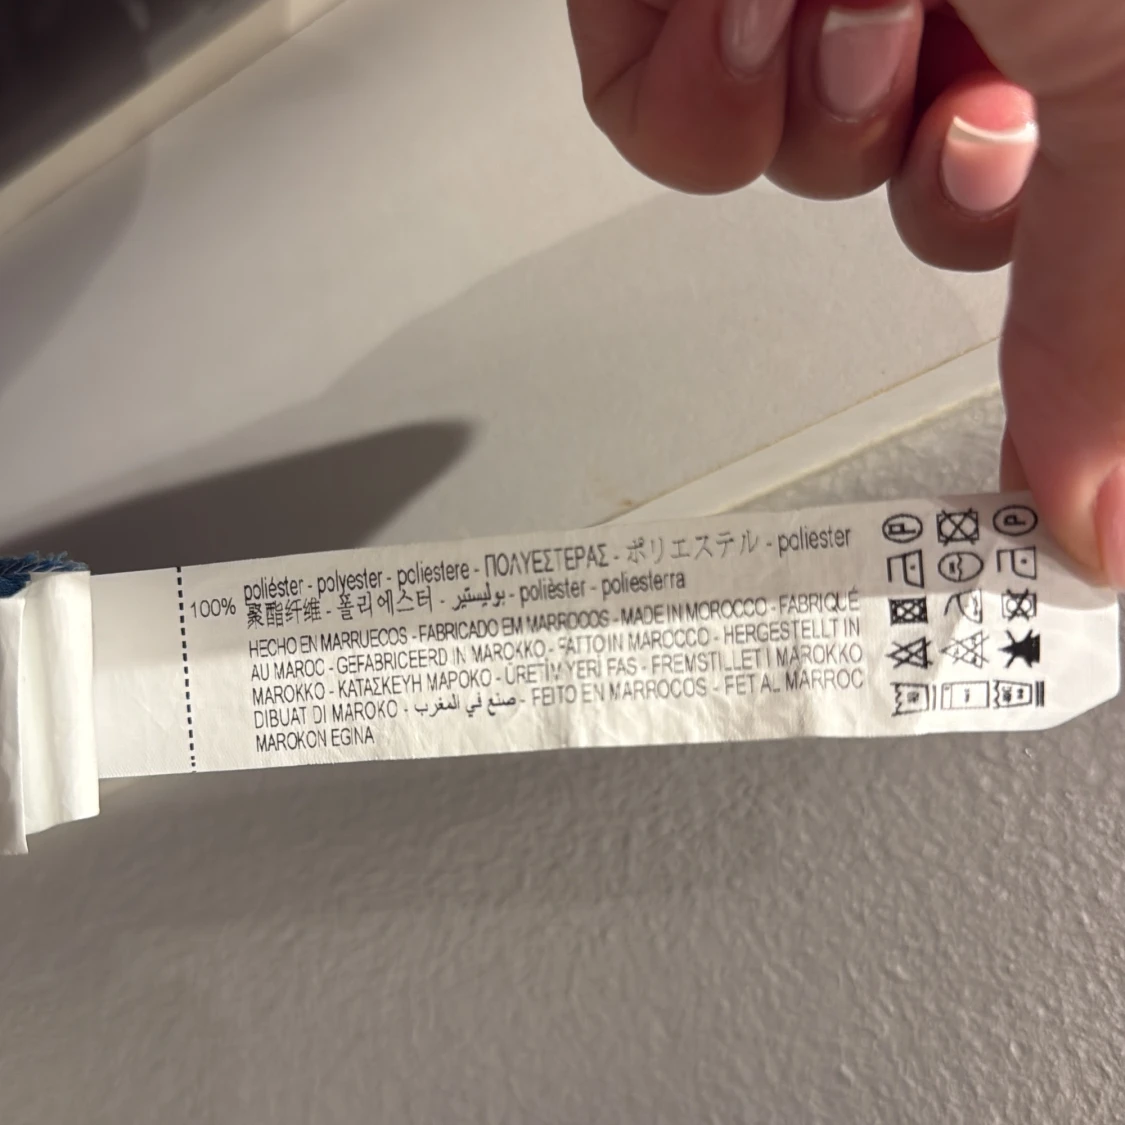 100% poliéster - polyester - poliestere - ΠΟΛΥΕΣΤΕΡΑΣ - ポリエステル - poliester
聚酯纤维 - 폴리에스터 - بوليستير - polièster - poliesterra
HECHO EN MARRUECOS - FABRICADO EM MARROCOS - MADE IN MOROCCO - FABRIQUÉ
AU MAROC - GEFABRICEERD IN MAROKKO - FATTO IN MAROCCO - HERGESTELLT IN
MAROKKO - ΚΑΤΑΣΚΕΥΗ ΜΑΡΟΚΟ - ÜRETİM YERİ FAS - FREMSTILLET I MAROKKO
DIBUAT DI MAROKO - صنع في المغرب - FEITO EN MARROCOS - FET AL MARROC
MAROKON EGINA